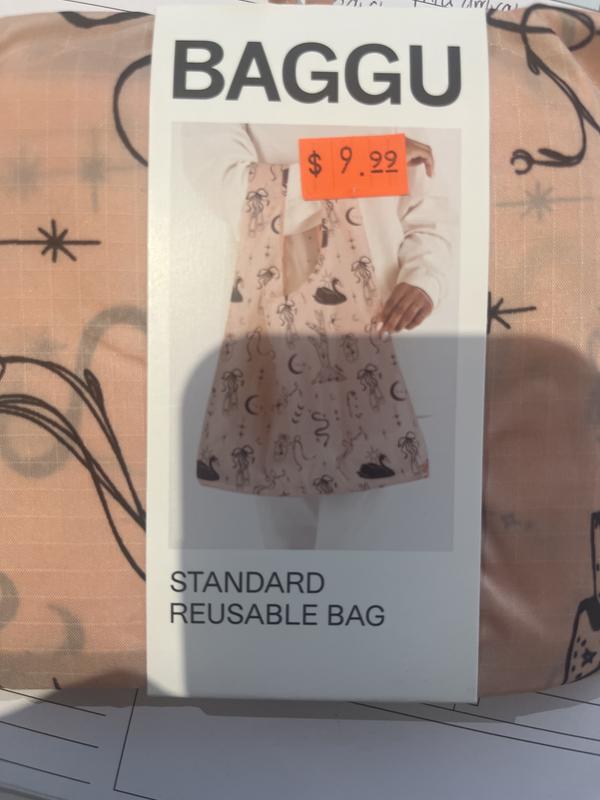 BAGGU
$ 9.99
STANDARD
REUSABLE BAG